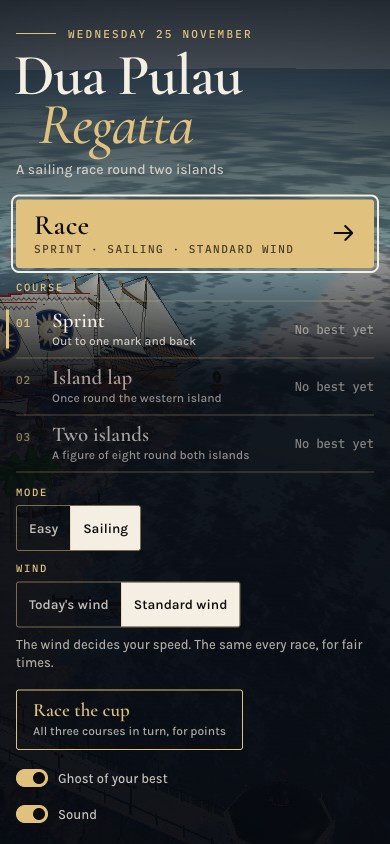 WEDNESDAY 25 NOVEMBER
Dua Pulau
Regatta
A sailing race round two islands
Race
SPRINT · SAILING · STANDARD WIND
COURSE
01 Sprint No best yet
Out to one mark and back
02 Island lap No best yet
Once round the western island
03 Two islands No best yet
A figure of eight round both islands
MODE
Easy Sailing
WIND
Today's wind Standard wind
The wind decides your speed. The same every race, for fair
times.
Race the cup
All three courses in turn, for points
Ghost of your best
Sound